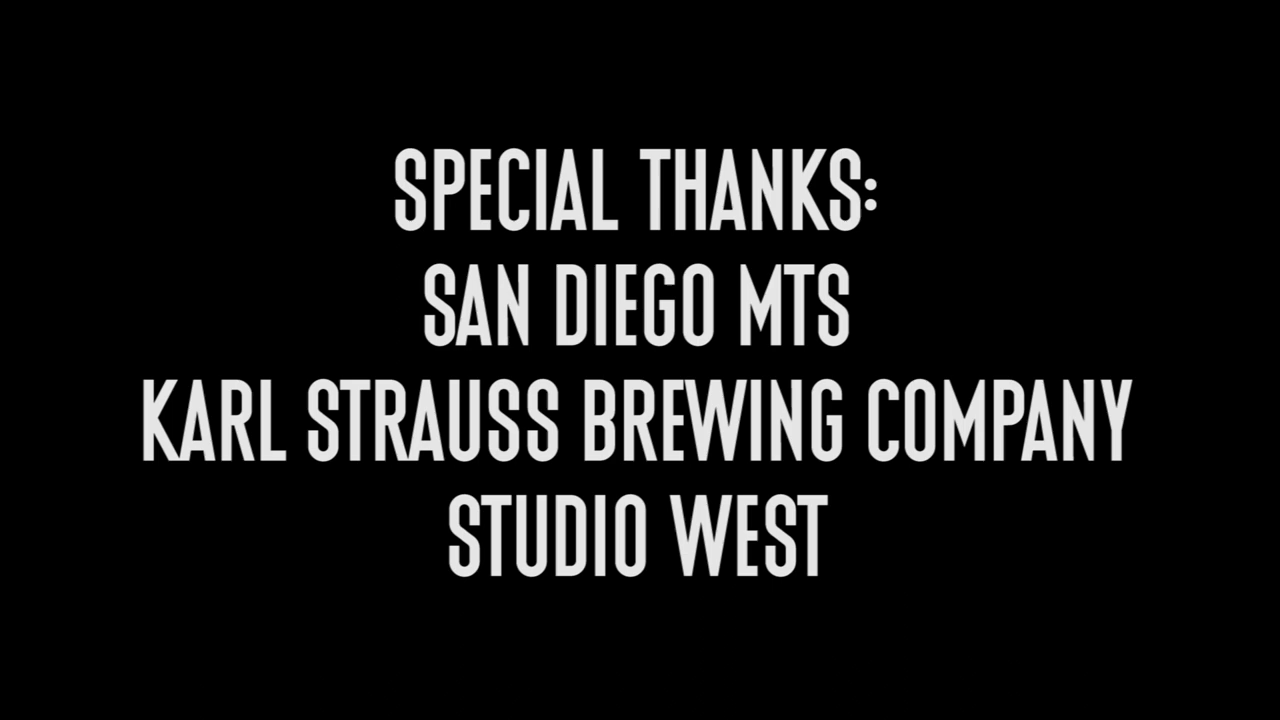 SPECIAL THANKS:
SAN DIEGO MTS
KARL STRAUSS BREWING COMPANY
STUDIO WEST